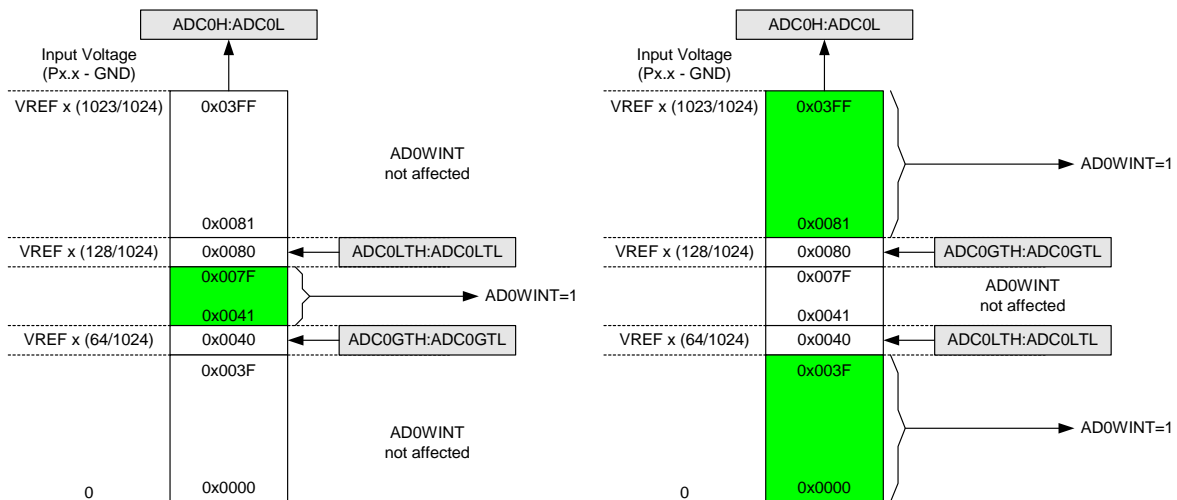 ADC0H:ADC0L
Input Voltage
(Px.x - GND)
VREF x (1023/1024)
0x03FF
AD0WINT
not affected
0x0081
VREF x (128/1024)
0x0080
ADC0LTH:ADC0LTL
0x007F
AD0WINT=1
0x0041
VREF x (64/1024)
0x0040
ADC0GTH:ADC0GTL
0x003F
AD0WINT
not affected
0
0x0000
ADC0H:ADC0L
Input Voltage
(Px.x - GND)
VREF x (1023/1024)
0x03FF
AD0WINT=1
0x0081
VREF x (128/1024)
0x0080
ADC0GTH:ADC0GTL
0x007F
AD0WINT
not affected
0x0041
VREF x (64/1024)
0x0040
ADC0LTH:ADC0LTL
0x003F
AD0WINT=1
0
0x0000